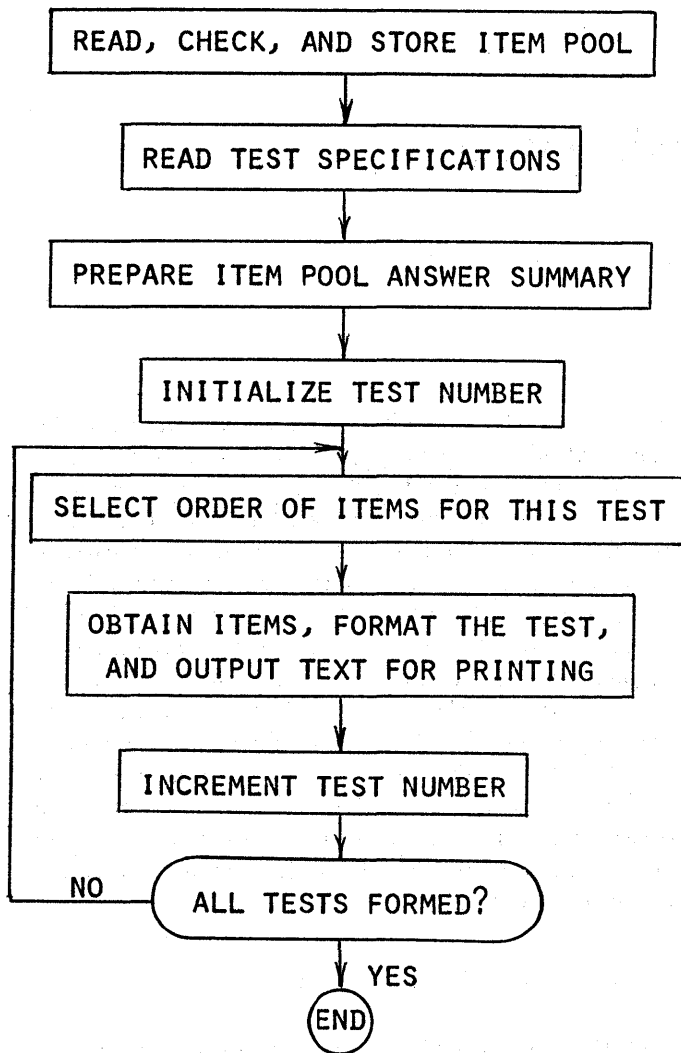 READ, CHECK, AND STORE ITEM POOL
READ TEST SPECIFICATIONS
PREPARE ITEM POOL ANSWER SUMMARY
INITIALIZE TEST NUMBER
SELECT ORDER OF ITEMS FOR THIS TEST
OBTAIN ITEMS, FORMAT THE TEST,
AND OUTPUT TEXT FOR PRINTING
INCREMENT TEST NUMBER
NO
ALL TESTS FORMED?
YES
END